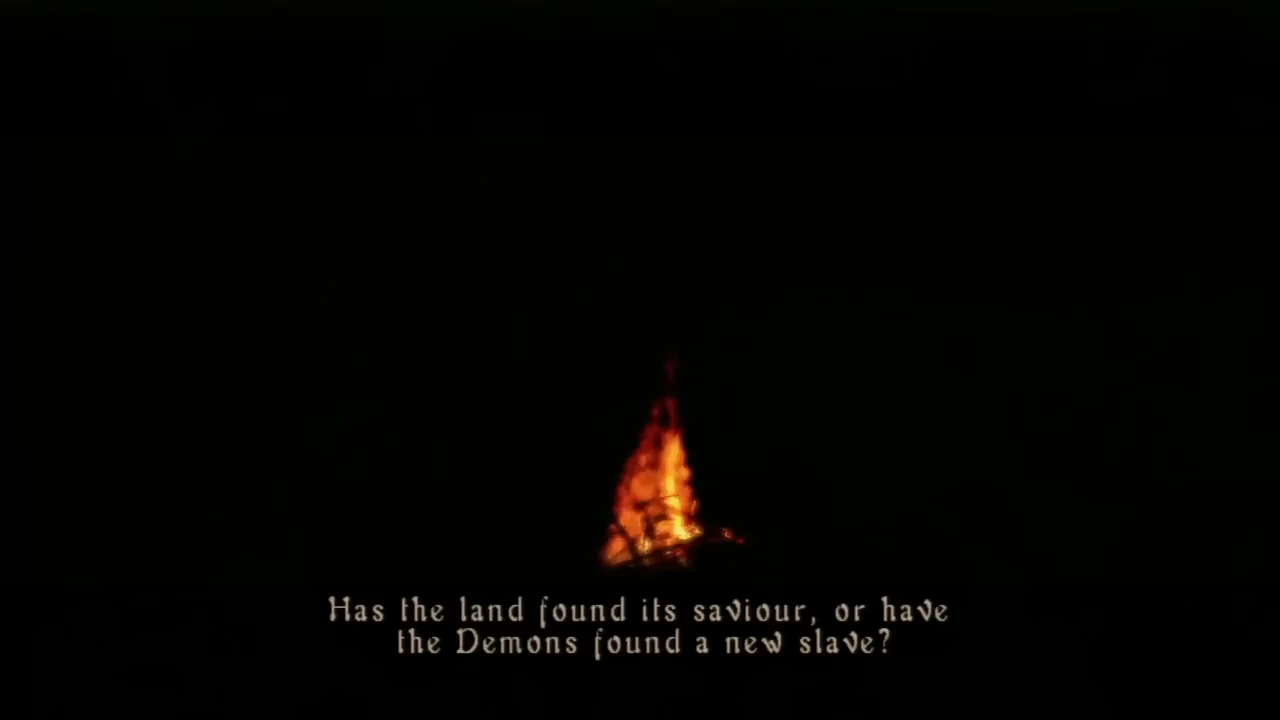 Has the land found its saviour, or have
the Demons found a new slave?